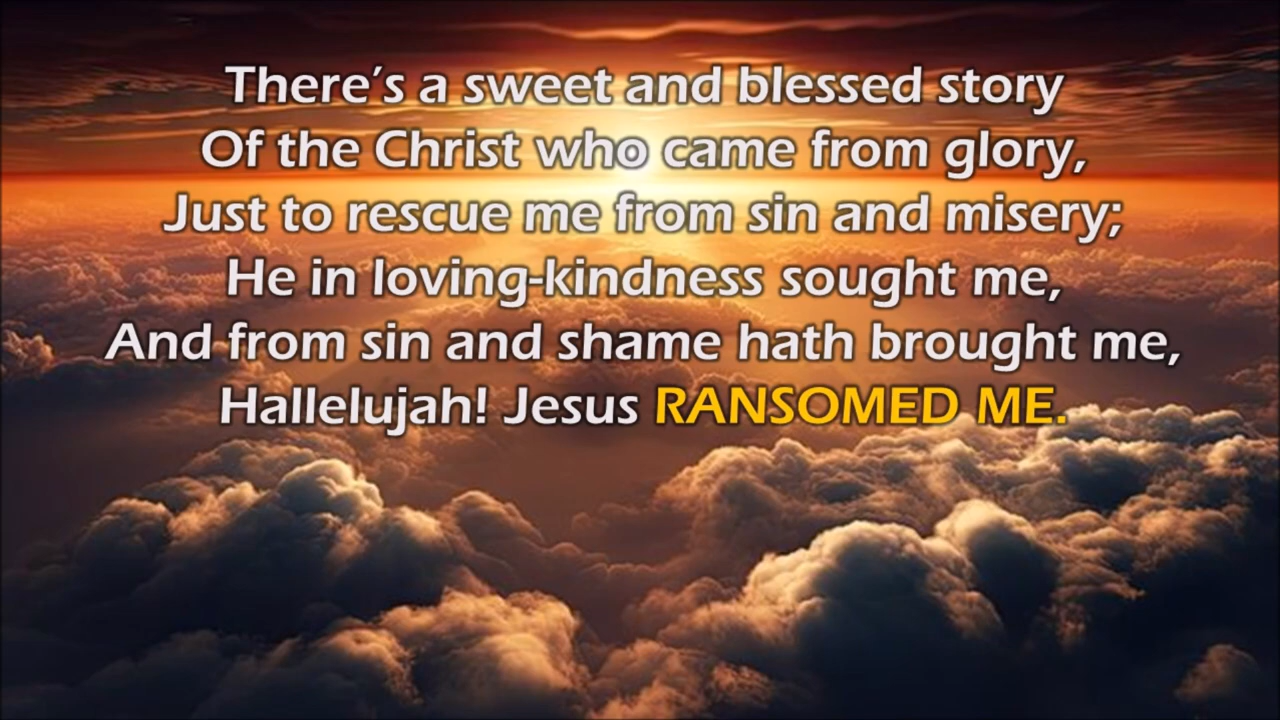 There’s a sweet and blessed story
Of the Christ who came from glory,
Just to rescue me from sin and misery;
He in loving-kindness sought me,
And from sin and shame hath brought me,
Hallelujah! Jesus RANSOMED ME.